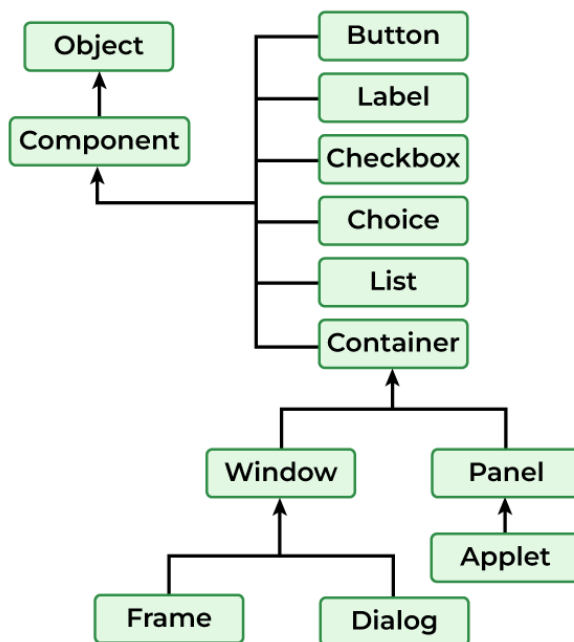 Object
Component
Button
Label
Checkbox
Choice
List
Container
Window
Panel
Applet
Frame
Dialog